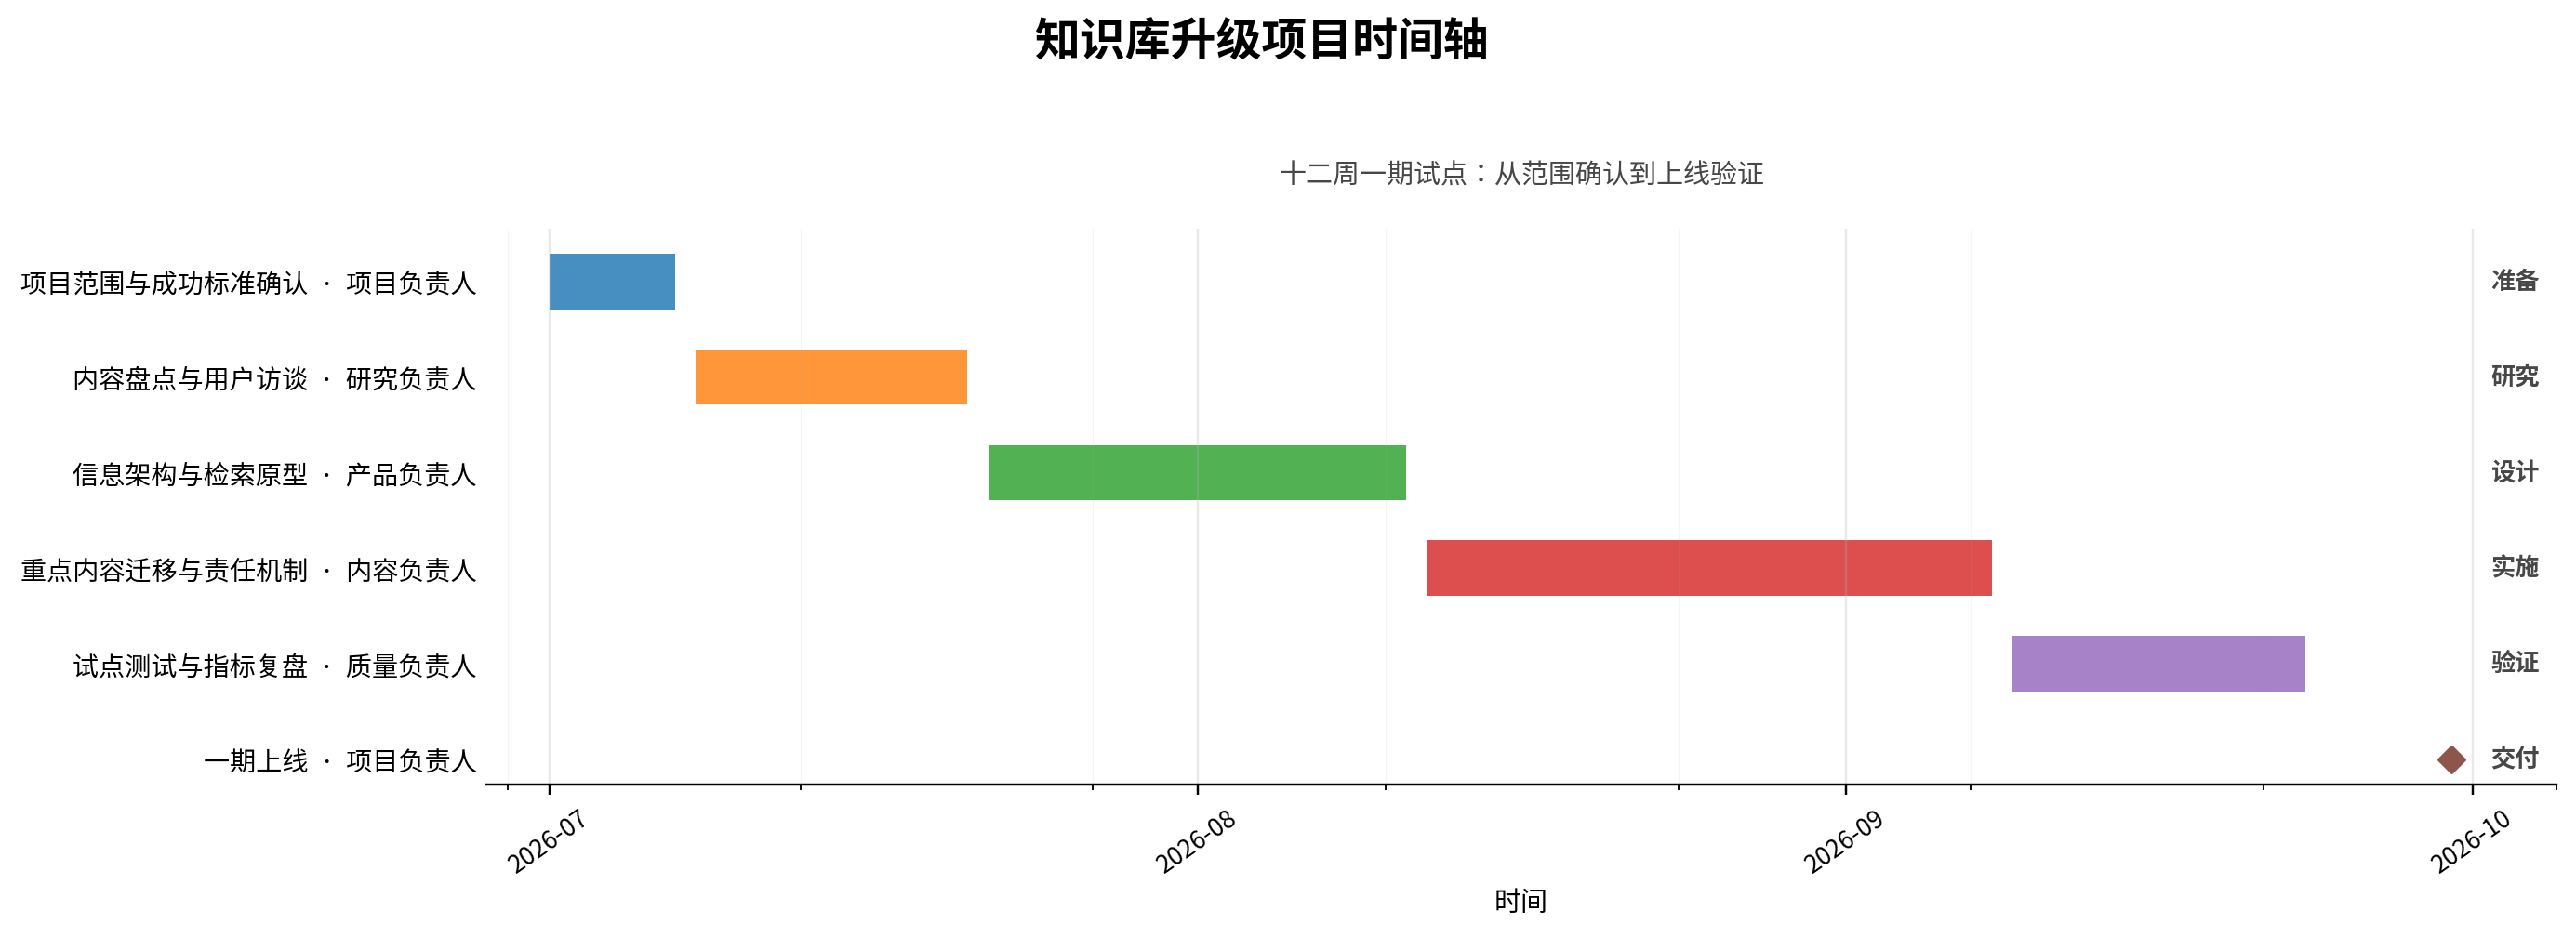 知识库升级项目时间轴
十二周一期试点：从范围确认到上线验证
项目范围与成功标准确认 · 项目负责人
准备
内容盘点与用户访谈 · 研究负责人
研究
信息架构与检索原型 · 产品负责人
设计
重点内容迁移与责任机制 · 内容负责人
实施
试点测试与指标复盘 · 质量负责人
验证
一期上线 · 项目负责人
交付
2026-07
2026-08
2026-09
2026-10
时间